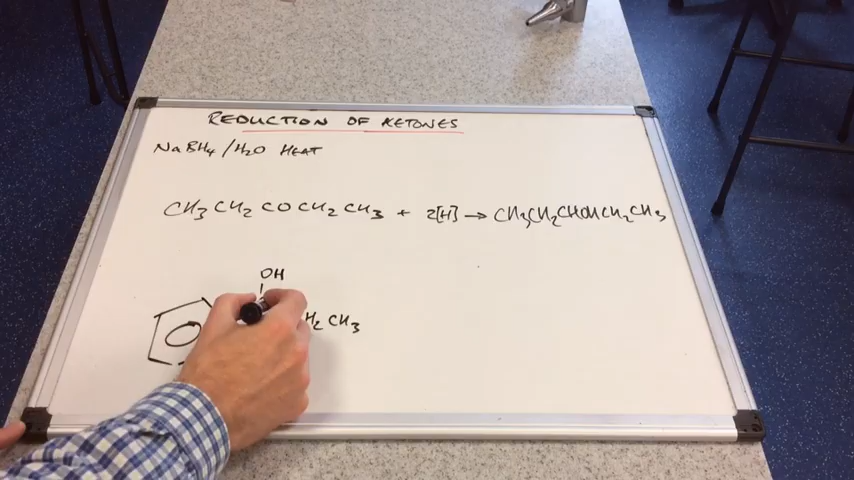 REDUCTION OF KETONES
NaBH4/H2O HEAT
CH3 CH2 CO CH2 CH3 + 2[H] → CH3CH2CHOHCH2CH3
OH
H2 CH3